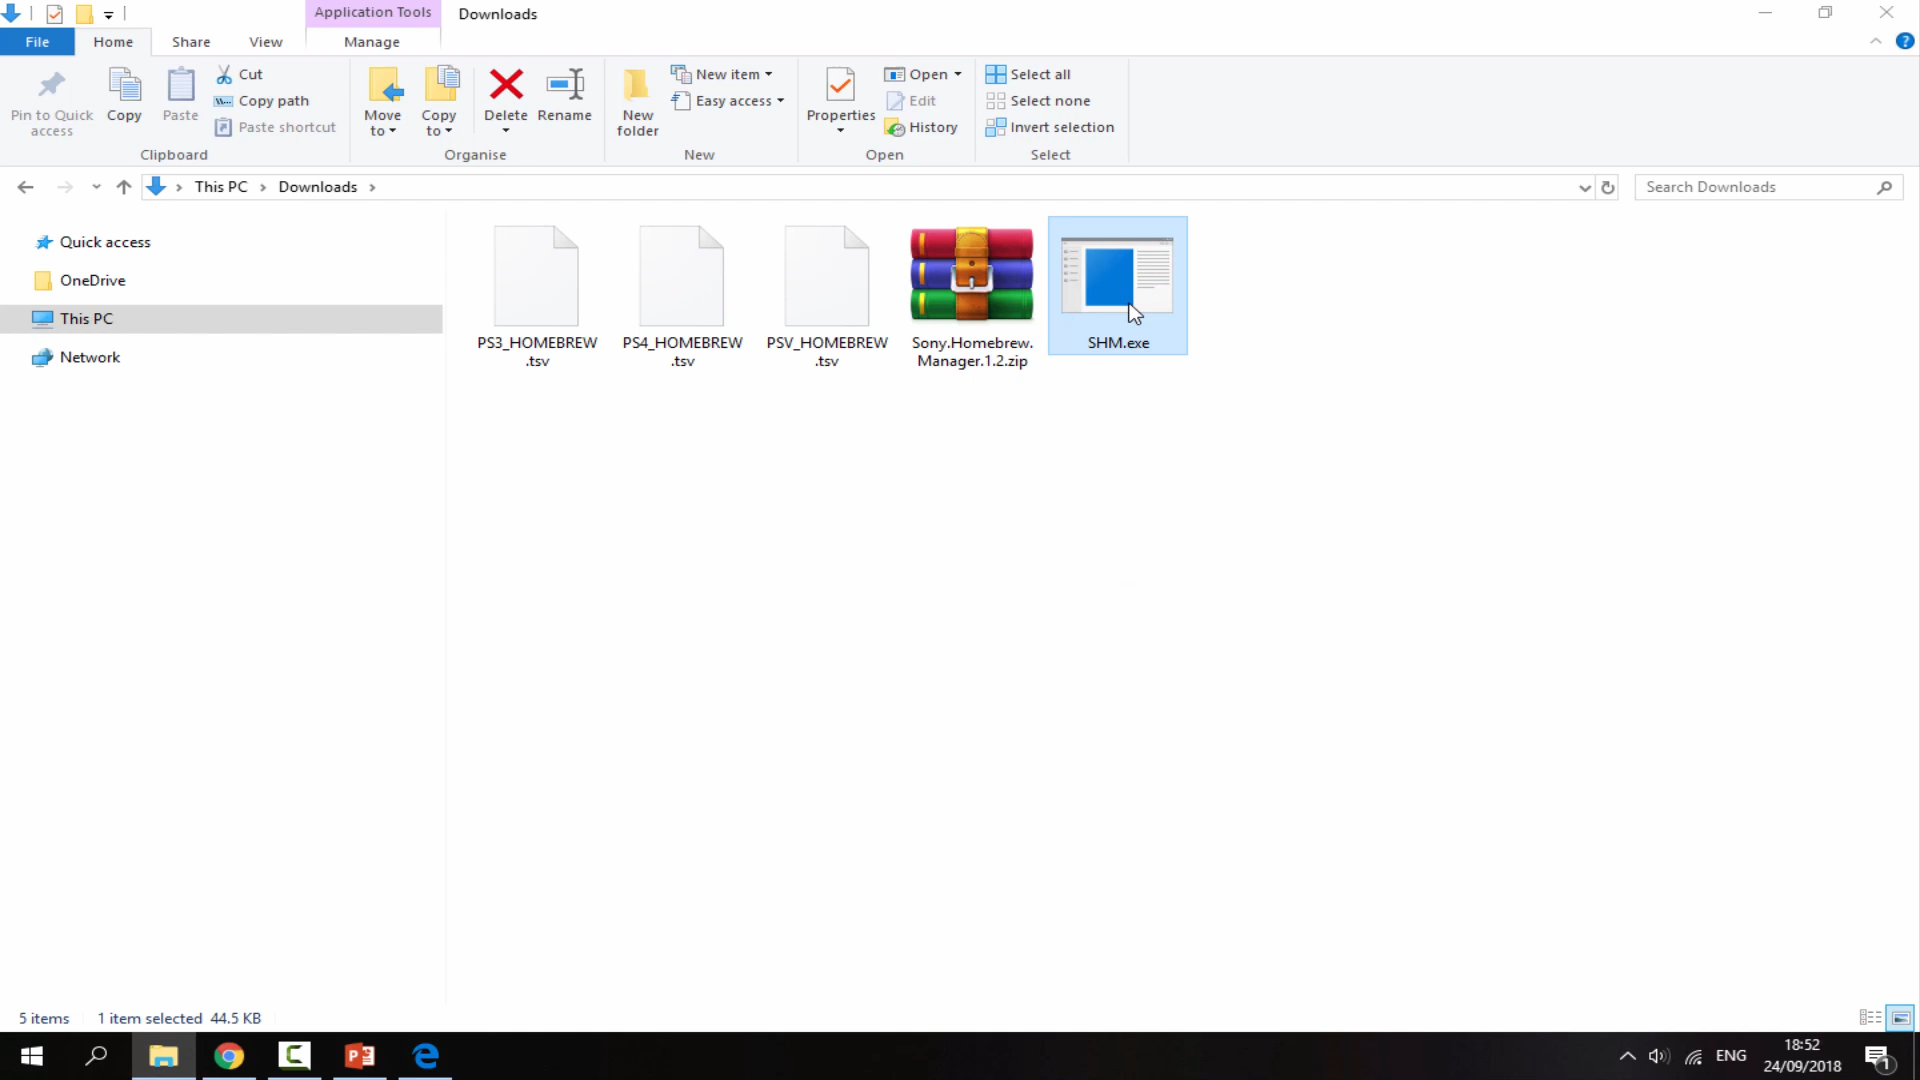 Application Tools
Downloads
File
Home
Share
View
Manage
Pin to Quick access
Copy
Paste
Cut
Copy path
Paste shortcut
Clipboard
Move to
Copy to
Delete
Rename
Organise
New folder
New item
Easy access
New
Properties
Open
Edit
History
Open
Select all
Select none
Invert selection
Select
This PC
Downloads
Search Downloads
Quick access
OneDrive
This PC
Network
PS3_HOMEBREW
.tsv
PS4_HOMEBREW
.tsv
PSV_HOMEBREW
.tsv
Sony.Homebrew.
Manager.1.2.zip
SHM.exe
5 items
1 item selected 44.5 KB
ENG
18:52
24/09/2018
1